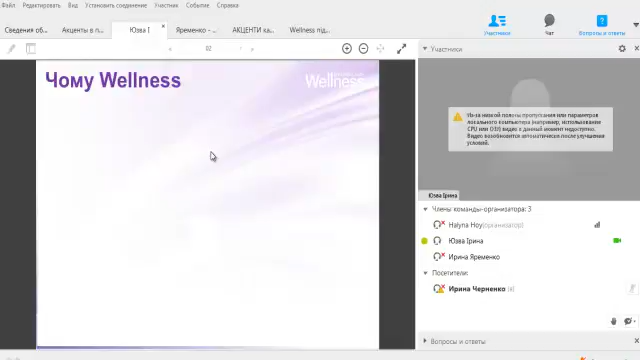 Файл Редактировать Вид Установить соединение Участник Событие Справка
Сведения об... Акценты в п... Юзва І АКЦЕНТИ ка... Wellness під... Яременко – ...
Участники Чат Вопросы и ответы
Участники
Чому Wellness
Wellness
Из-за низкой полосы пропускания или параметров
локального компьютера (например, использование
CPU или ОЗУ) видео в данный момент недоступно.
Видео возобновится автоматически после улучшения
условий.
Юзва Ірина
Члены команды-организатора: 3
Halyna Hoy (організатор)
Юзва Ірина
Ирина Яременко
Посетители:
Ирина Черненко (я)
Вопросы и ответы